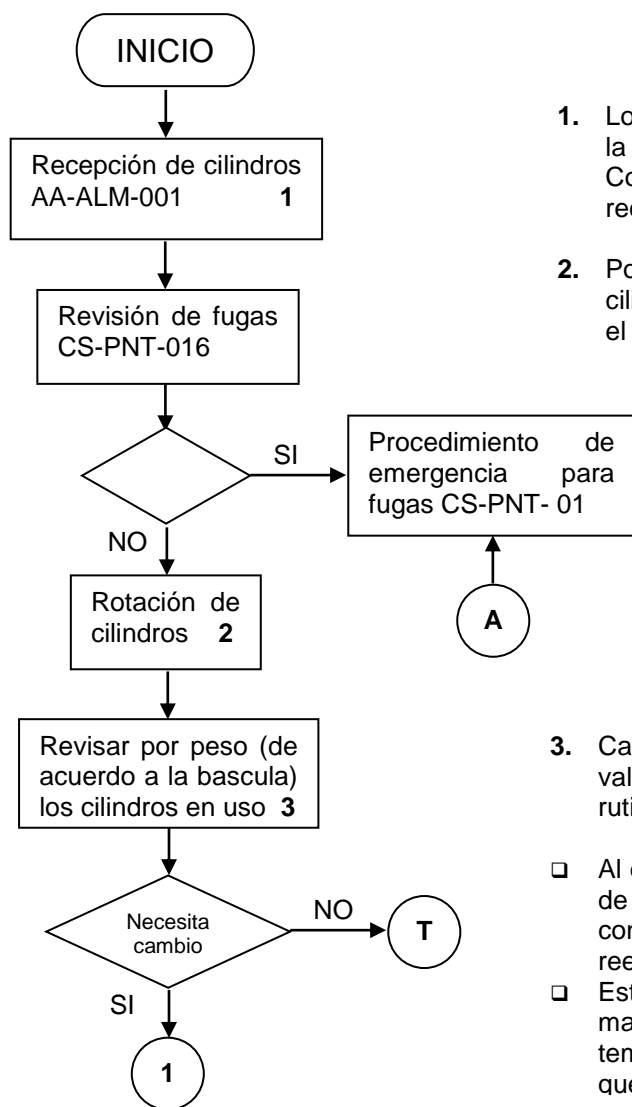 INICIO
Recepción de cilindros
AA-ALM-001 1
Revisión de fugas
CS-PNT-016
SI
Procedimiento de
emergencia para
fugas CS-PNT- 01
NO
A
Rotación de
cilindros 2
Revisar por peso (de
acuerdo a la bascula)
los cilindros en uso 3
Necesita
cambio
NO
T
SI
1
1. Lo
la
Co
rec
2. Po
cili
el
3. Ca
val
ruti
Al
de
cor
ree
Est
ma
tem
que